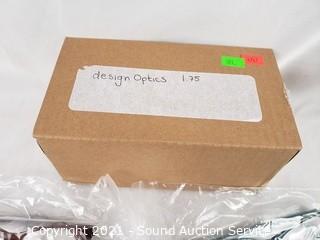 design Optics 1.75
Copyright 2021 - Sound Auction Service